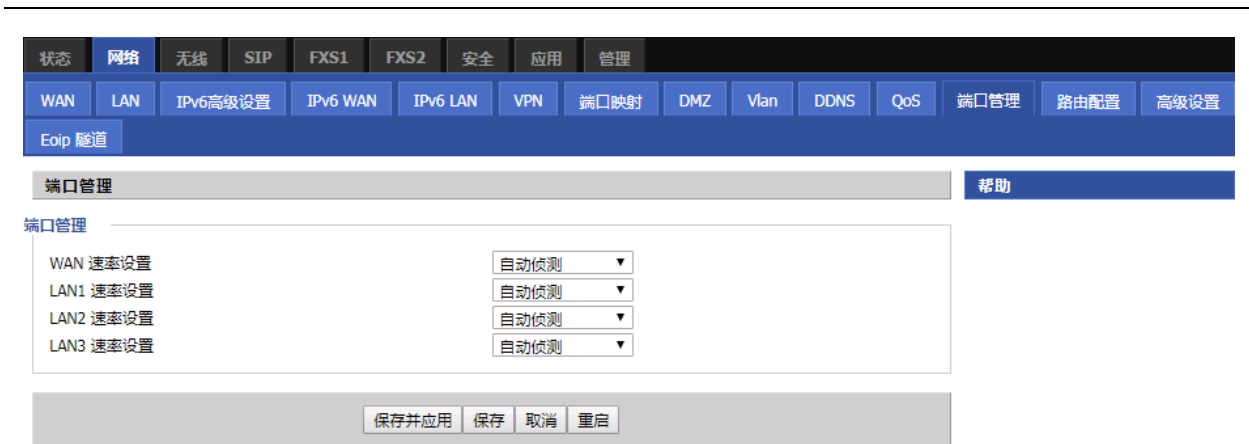 状态 网络 无线 SIP FXS1 FXS2 安全 应用 管理
WAN LAN IPv6高级设置 IPv6 WAN IPv6 LAN VPN 端口映射 DMZ Vlan DDNS QoS 端口管理 路由配置 高级设置
Eoip 隧道
端口管理 帮助
端口管理
WAN 速率设置 自动侦测
LAN1 速率设置 自动侦测
LAN2 速率设置 自动侦测
LAN3 速率设置 自动侦测
保存并应用 保存 取消 重启